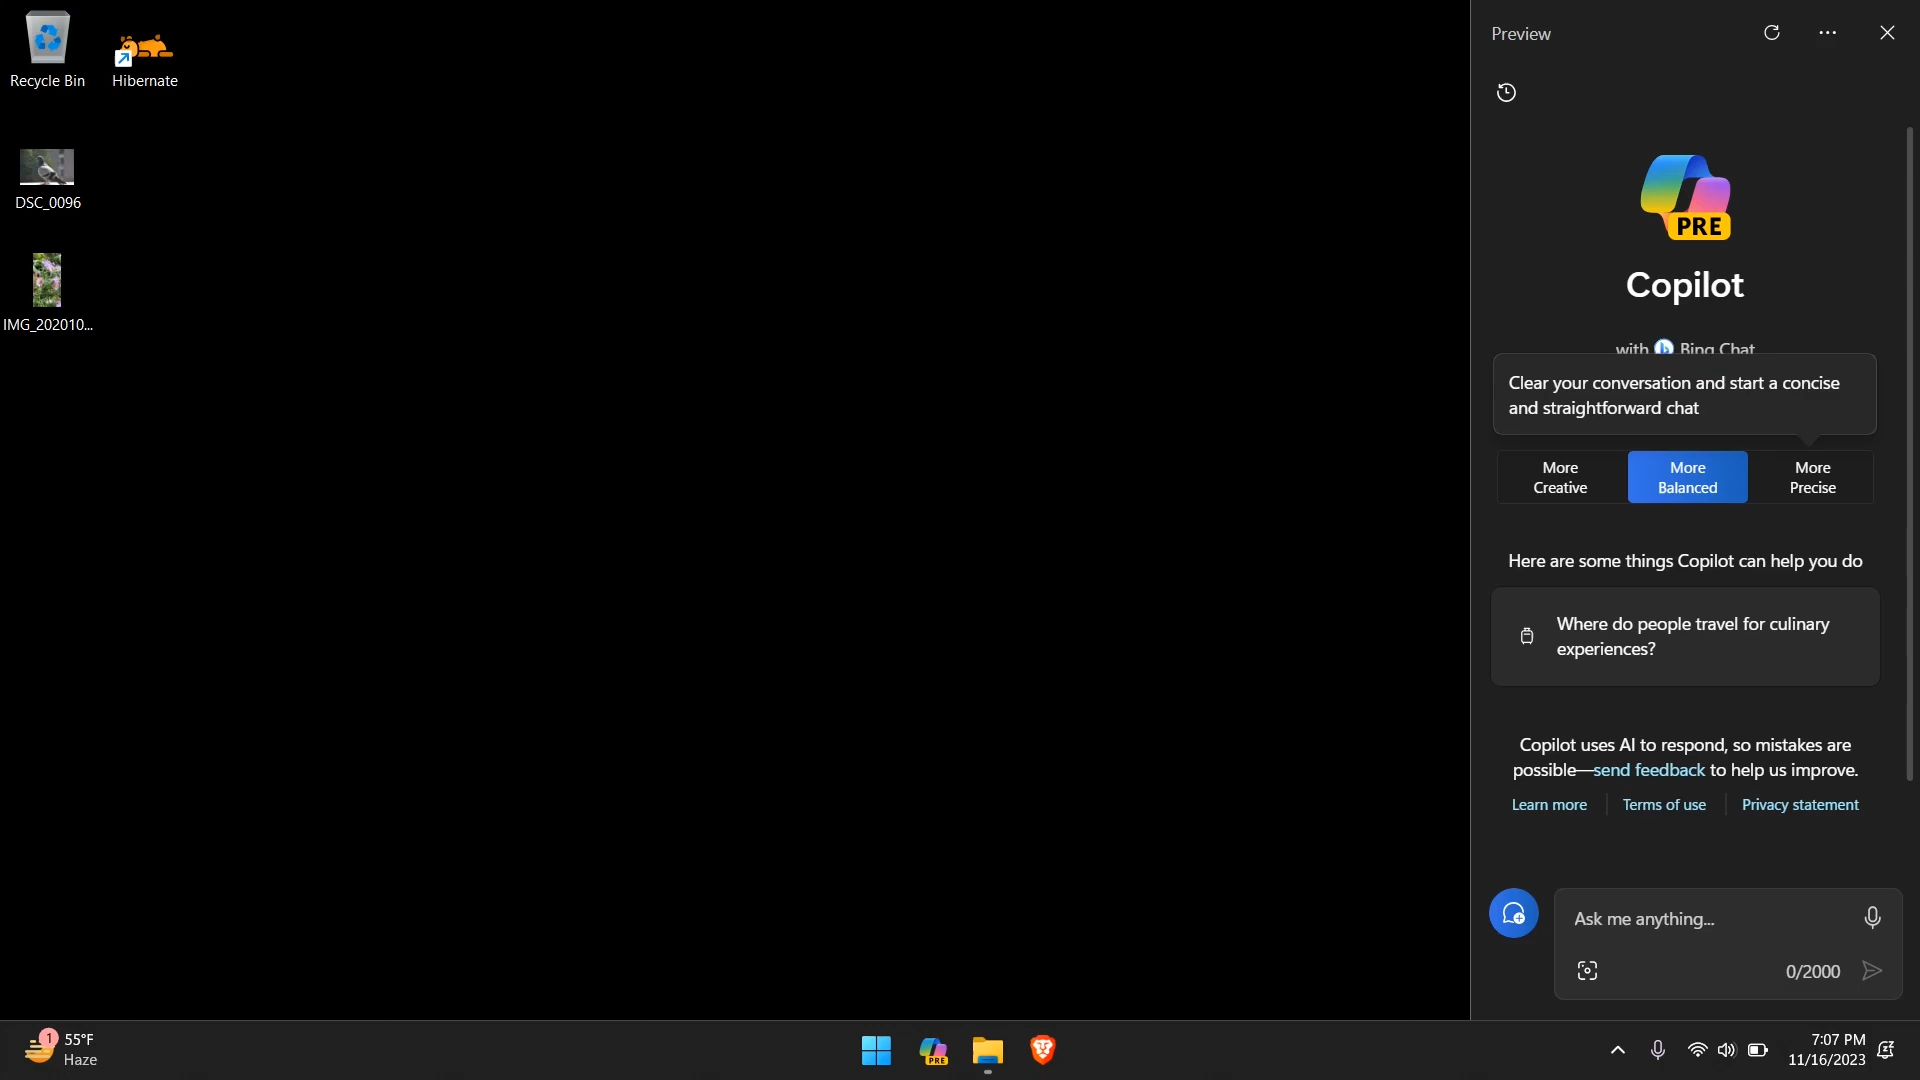 Recycle Bin
Hibernate
DSC_0096
IMG_202010...
Preview
PRE
Copilot
with Bing Chat
Clear your conversation and start a concise
and straightforward chat
More
Creative
More
Balanced
More
Precise
Here are some things Copilot can help you do
Where do people travel for culinary
experiences?
Copilot uses AI to respond, so mistakes are
possible—send feedback to help us improve.
Learn more
Terms of use
Privacy statement
Ask me anything...
0/2000
1
55°F
Haze
PRE
7:07 PM
11/16/2023